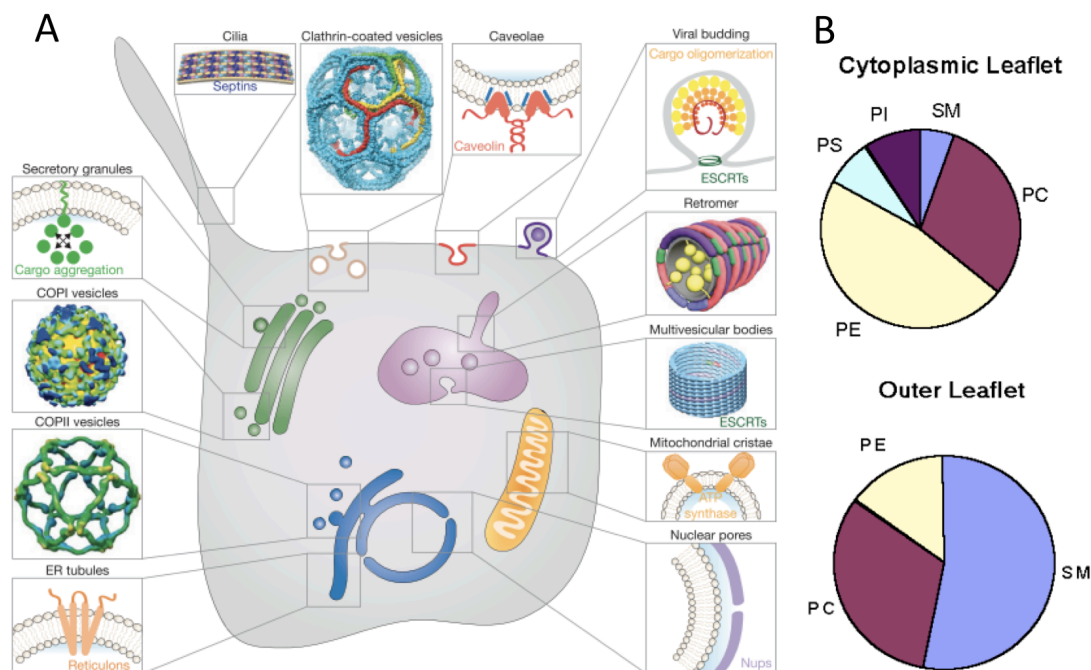 A
B
Cilia
Septins
Clathrin-coated vesicles
Caveolae
Caveolin
Viral budding
Cargo oligomerization
ESCRTs
Secretory granules
Cargo aggregation
Retromer
COPI vesicles
Multivesicular bodies
ESCRTs
COPII vesicles
Mitochondrial cristae
ATP
synthase
ER tubules
Reticulons
Nuclear pores
Nups
Cytoplasmic Leaflet
PI
SM
PS
PC
PE
Outer Leaflet
PE
SM
PC